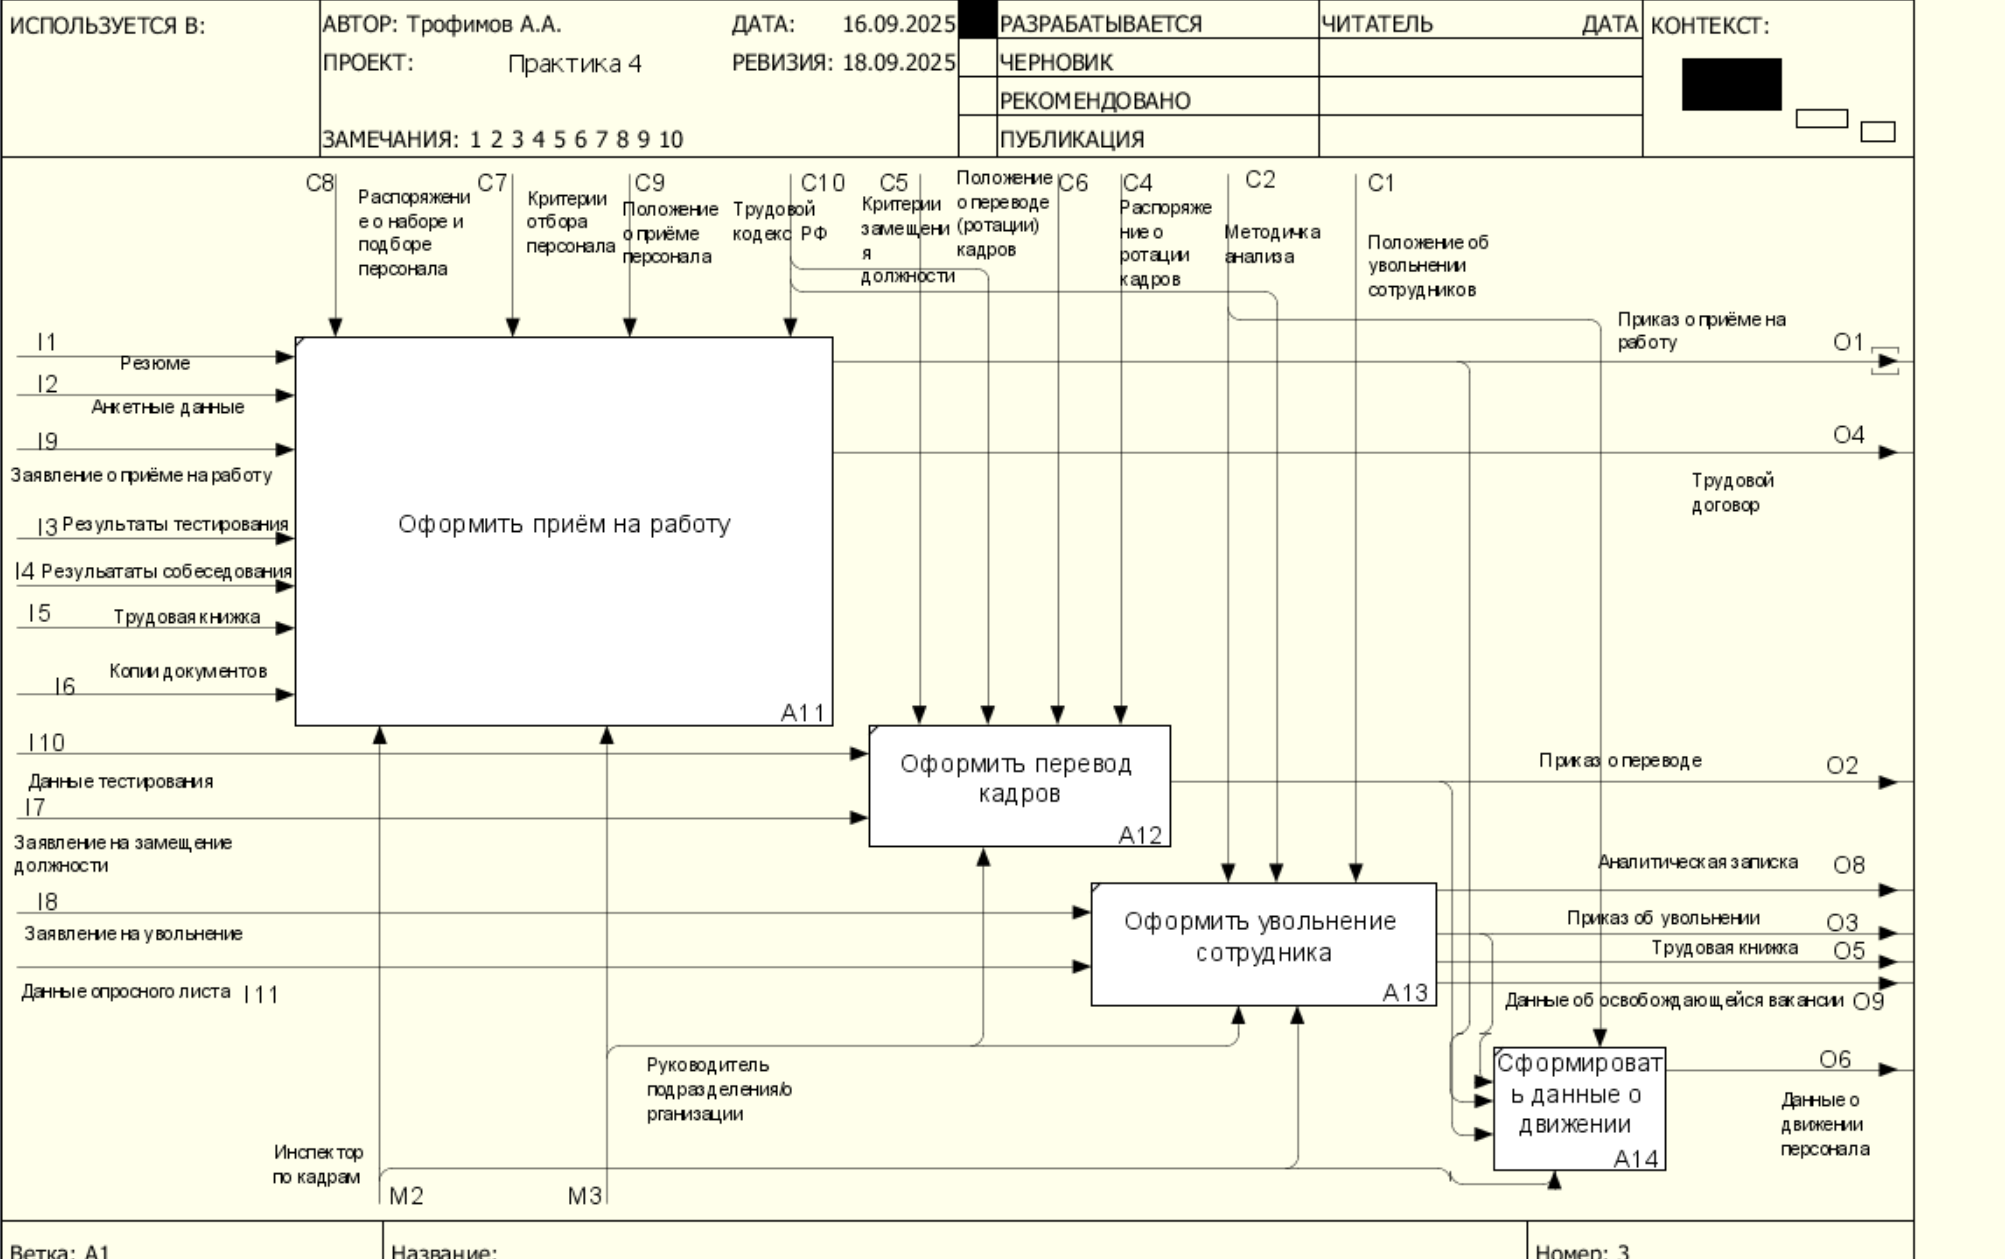 ИСПОЛЬЗУЕТСЯ В:
АВТОР: Трофимов А.А.
ДАТА: 16.09.2025
ПРОЕКТ: Практика 4
РЕВИЗИЯ: 18.09.2025
ЗАМЕЧАНИЯ: 1 2 3 4 5 6 7 8 9 10
РАЗРАБАТЫВАЕТСЯ
ЧЕРНОВИК
РЕКОМЕНДОВАНО
ПУБЛИКАЦИЯ
ЧИТАТЕЛЬ
ДАТА
КОНТЕКСТ:
C8
Распоряжени
е о наборе и
подборе
персонала
C7
Критерии
отбора
персонала
C9
Положение
о приёме
персонала
C10
Трудовой
кодекс РФ
C5
Критерии
замещени
я
должности
Положение
о переводе
(ротации)
кадров
C6
C4
Распоряже
ние о
ротации
кадров
C2
Методичка
анализа
C1
Положение об
увольнении
сотрудников
I1
Резюме
I2
Анкетные данные
I9
Заявление о приёме на работу
I3 Результаты тестирования
I4 Резульататы собеседования
I5
Трудовая книжка
Копии документов
I6
Оформить приём на работу
A11
Приказ о приёме на
работу
O1
O4
Трудовой
договор
I10
Данные тестирования
I7
Заявление на замещение
должности
I8
Заявление на увольнение
Данные опросного листа I11
Оформить перевод
кадров
A12
Приказ о переводе
O2
Оформить увольнение
сотрудника
A13
Аналитическая записка O8
Приказ об увольнении O3
Трудовая книжка O5
Данные об освобождающейся вакансии O9
Сформироват
ь данные о
движении
A14
O6
Данные о
движении
персонала
Руководитель
подразделения/о
рганизации
Инспектор
по кадрам
M2
M3
Ветка: A1
Название:
Номер: 3